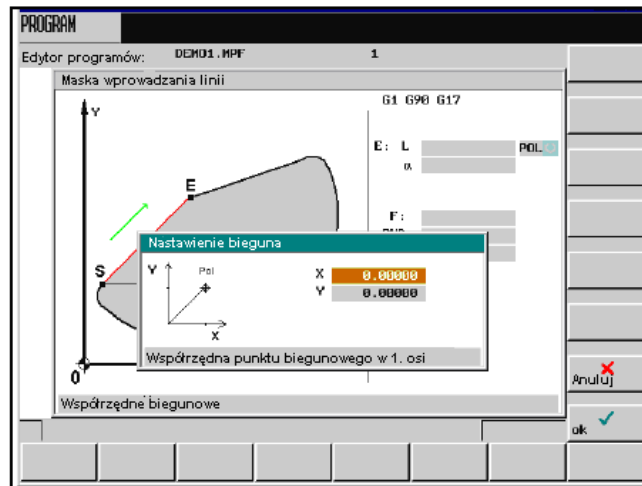 PROGRAM
Edytor programów: DEMO1.MPF 1
Maska wprowadzania linii
G1 G90 G17
Y
E: L POL
α
E
F:
Nastawienie bieguna
S
Y Pol X 0.00000
Y 0.00000
X
Współrzędna punktu biegunowego w 1. osi
0
Anuluj
Współrzędne biegunowe
ok